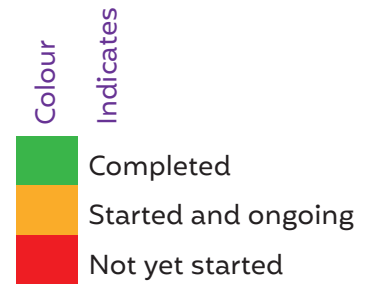 Colour
Indicates
Completed
Started and ongoing
Not yet started